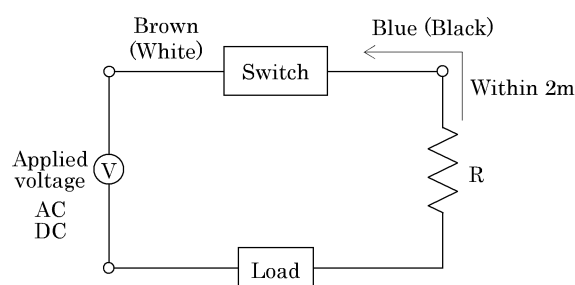 Brown
(White)
Blue (Black)
Switch
Within 2m
Applied
voltage
V
AC
DC
R
Load